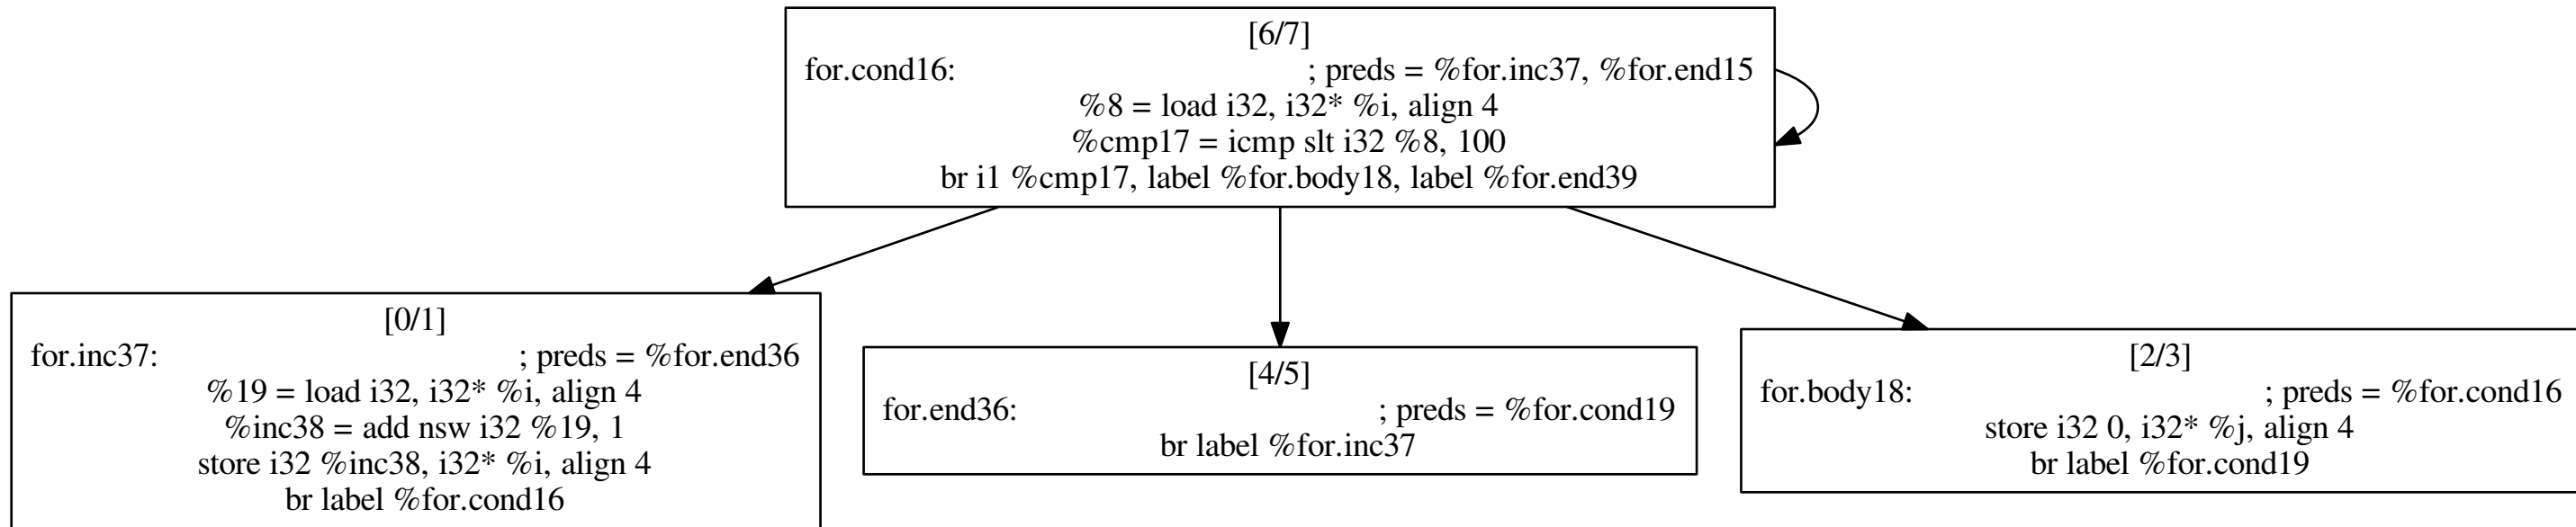 [6/7]
for.cond16: ; preds = %for.inc37, %for.end15
%8 = load i32, i32* %i, align 4
%cmp17 = icmp slt i32 %8, 100
br i1 %cmp17, label %for.body18, label %for.end39
[0/1]
for.inc37: ; preds = %for.end36
%19 = load i32, i32* %i, align 4
%inc38 = add nsw i32 %19, 1
store i32 %inc38, i32* %i, align 4
br label %for.cond16
[4/5]
for.end36: ; preds = %for.cond19
br label %for.inc37
[2/3]
for.body18: ; preds = %for.cond16
store i32 0, i32* %j, align 4
br label %for.cond19